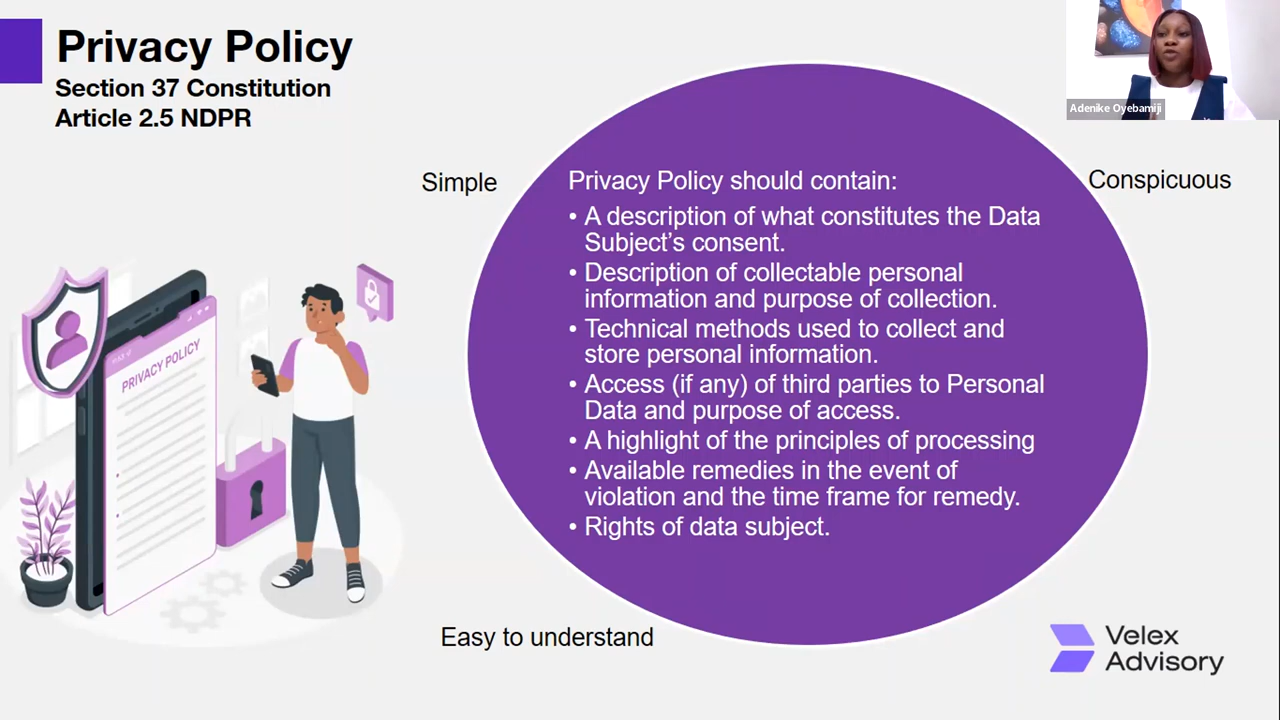 Privacy Policy
Section 37 Constitution
Article 2.5 NDPR
Adenike Oyebamiji
Simple
Conspicuous
Privacy Policy should contain:
• A description of what constitutes the Data
Subject’s consent.
• Description of collectable personal
information and purpose of collection.
• Technical methods used to collect and
store personal information.
• Access (if any) of third parties to Personal
Data and purpose of access.
• A highlight of the principles of processing
• Available remedies in the event of
violation and the time frame for remedy.
• Rights of data subject.
PRIVACY POLICY
Easy to understand
Velex
Advisory